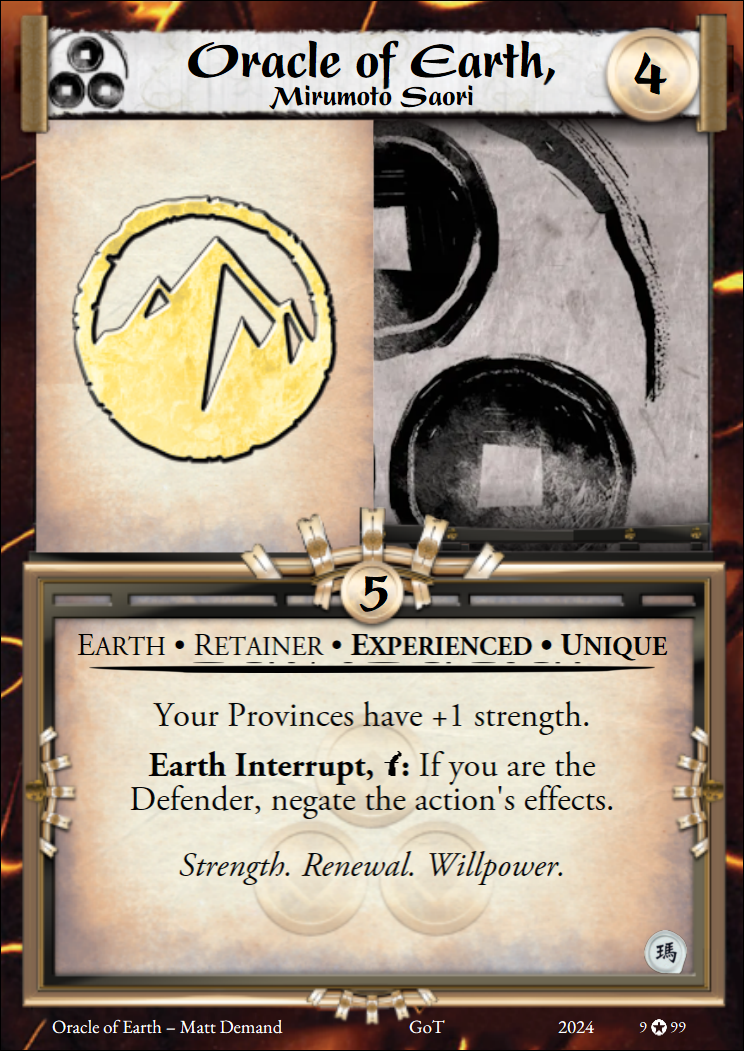 Oracle of Earth,
Mirumoto Saori
4
5
EARTH • RETAINER • EXPERIENCED • UNIQUE
Your Provinces have +1 strength.
Earth Interrupt, : If you are the
Defender, negate the action's effects.
Strength. Renewal. Willpower.
瑪
Oracle of Earth – Matt Demand GoT 2024 9 99